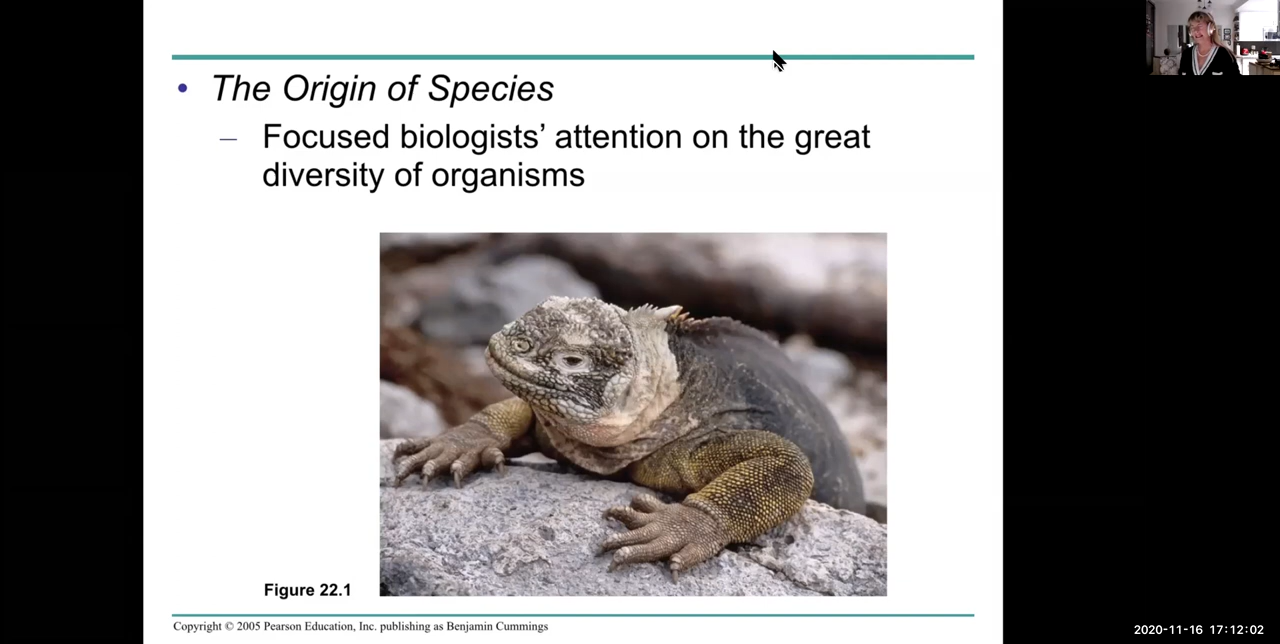 • The Origin of Species
– Focused biologists’ attention on the great
diversity of organisms
Figure 22.1
Copyright © 2005 Pearson Education, Inc. publishing as Benjamin Cummings
2020-11-16 17:12:02